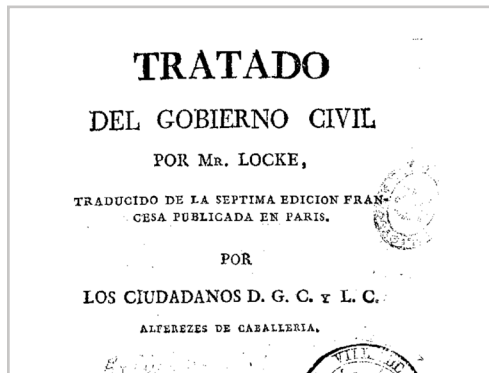 TRATADO
DEL GOBIERNO CIVIL
POR MR. LOCKE,
TRADUCIDO DE LA SEPTIMA EDICION FRAN-
CESA PUBLICADA EN PARIS.
POR
LOS CIUDADANOS D. G. C. Y L. C.
ALFEREZES DE CABALLERIA.